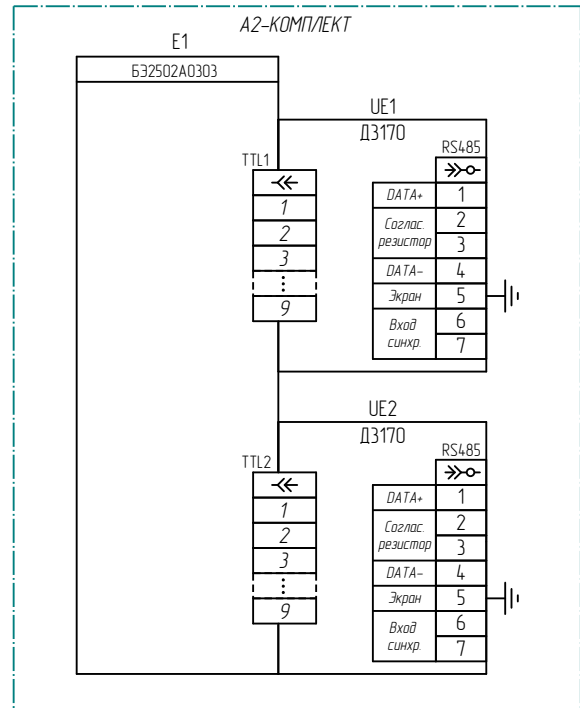 А2-КОМПЛЕКТ
E1
БЭ2502А0303
UE1
Д3170
TTL1
RS485
1
2
3
9
DATA+
1
Соглас.
резистор
2
3
DATA-
4
Экран
5
Вход
синхр.
6
7
UE2
Д3170
TTL2
RS485
1
2
3
9
DATA+
1
Соглас.
резистор
2
3
DATA-
4
Экран
5
Вход
синхр.
6
7